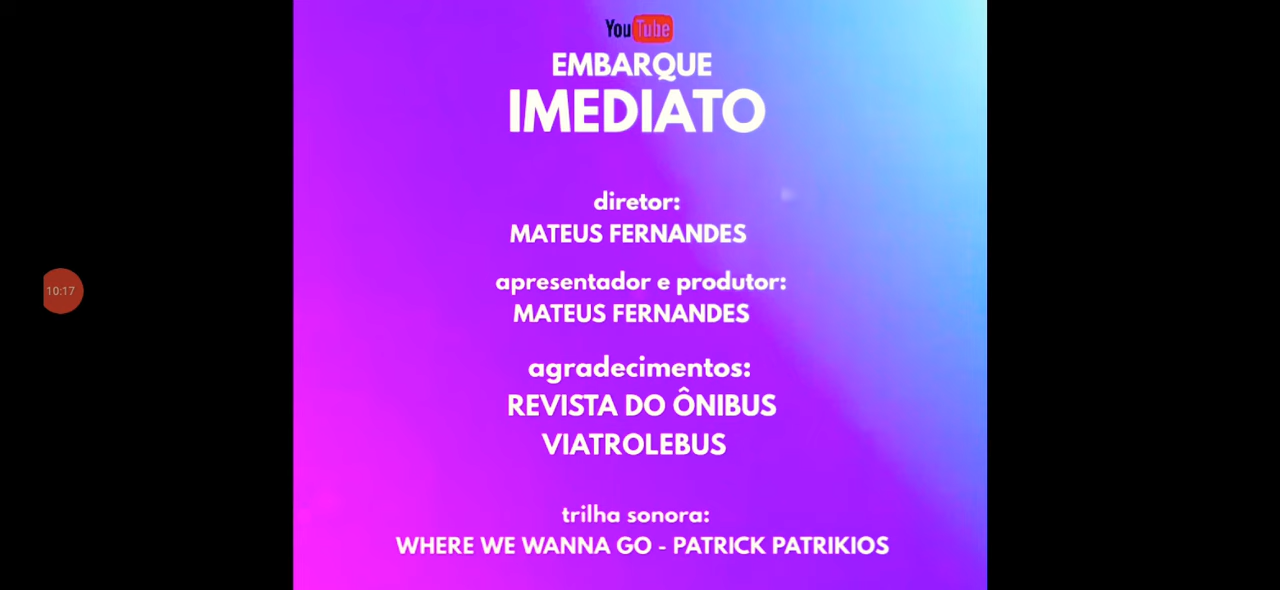 YouTube
EMBARQUE
IMEDIATO
diretor:
MATEUS FERNANDES
10:17
apresentador e produtor:
MATEUS FERNANDES
agradecimentos:
REVISTA DO ÔNIBUS
VIATROLEBUS
trilha sonora:
WHERE WE WANNA GO - PATRICK PATRIKIOS